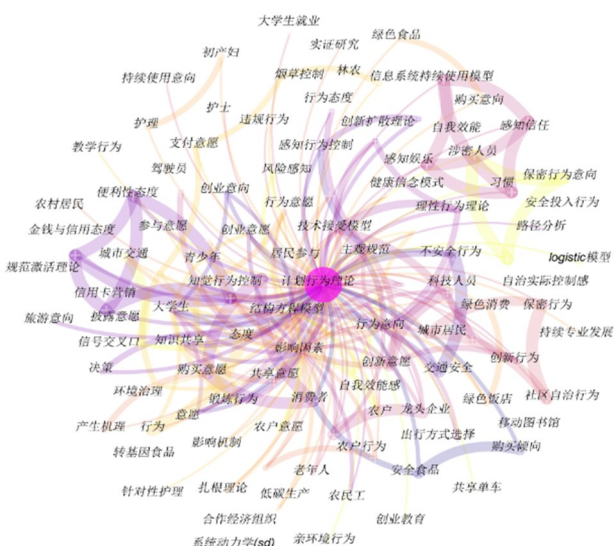 大学生就业
绿色食品
实证研究
初产妇
烟草控制 林农
持续使用意向
信息系统持续使用模型
行为态度
购买意向
护士
创新扩散理论
护理
违规行为
自我效能 感知信任
教学行为
支付意愿
感知行为控制
感知娱乐 涉密人员
驾驶员
风险感知
健康信念模式
习惯 保密行为意向
便利性态度
创业意向
农村居民
行为意愿
理性行为理论
安全投入行为
金钱与信用态度
参与意愿
创业意愿
技术接受模型
路径分析
城市交通
青少年
居民参与 主观规范 不安全行为
logistic模型
规范激活理论
知觉行为控制 计划行为理论
科技人员 自治实际控制感
信用卡营销
大学生
结构方程模型
绿色消费 保密行为
旅游意向 披露意愿
行为意向 城市居民
持续专业发展
信号交叉口 知识共享
态度
影响因素
决策
购买意愿 共享意愿
创新意愿 交通安全
创新行为
环境治理
自我效能感
锻炼行为
消费者
绿色饭店 社区自治行为
意愿
农户 龙头企业
产生机理 行为
农户意愿
移动图书馆
影响机制
出行方式选择
转基因食品
农户行为
购买倾向
老年人
安全食品
针对性护理 扎根理论 低碳生产 农民工
共享单车
合作经济组织
创业教育
系统动力学(sd) 亲环境行为